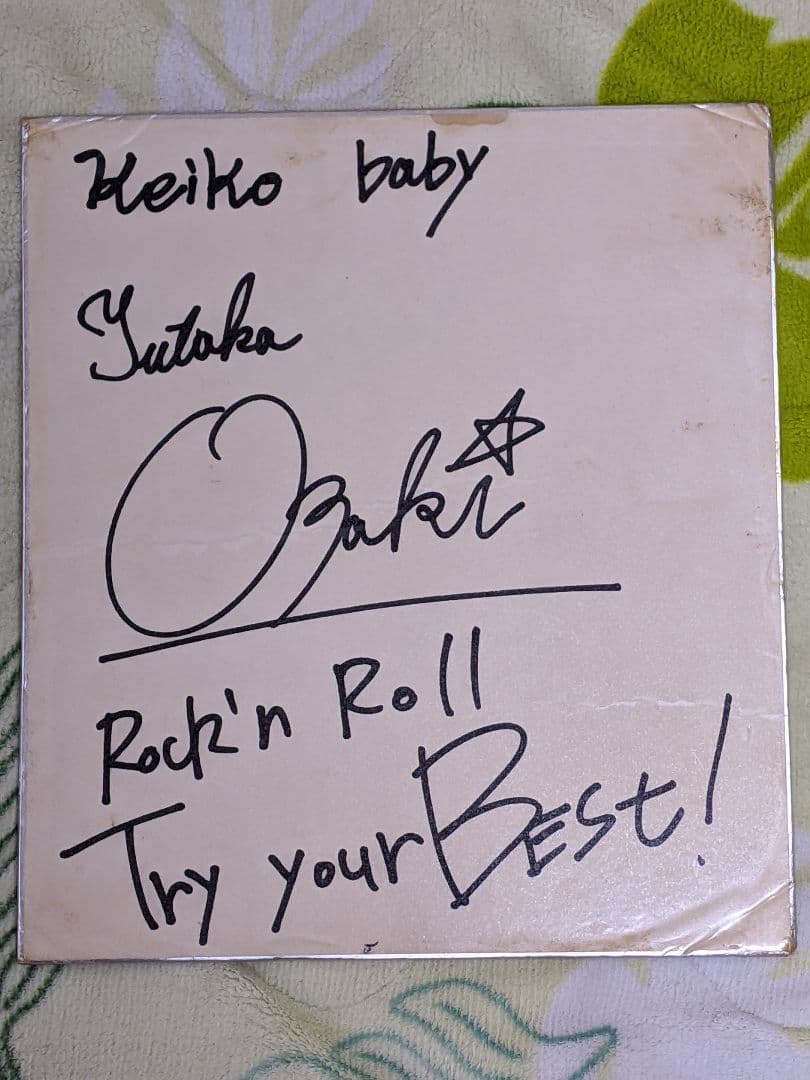 Keiko baby
Yutaka
Ozaki
Rock'n Roll
Try your BESt!